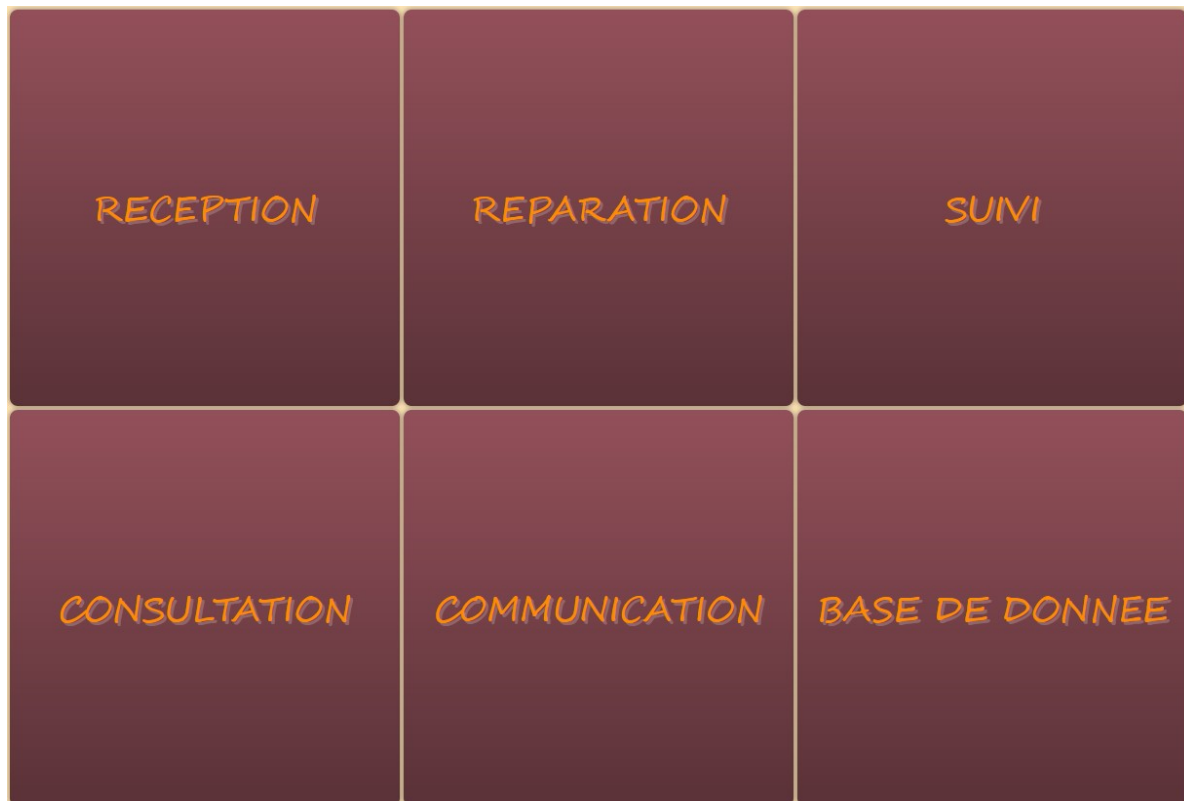 RECEPTION
REPARATION
SUIVI
CONSULTATION
COMMUNICATION
BASE DE DONNEE